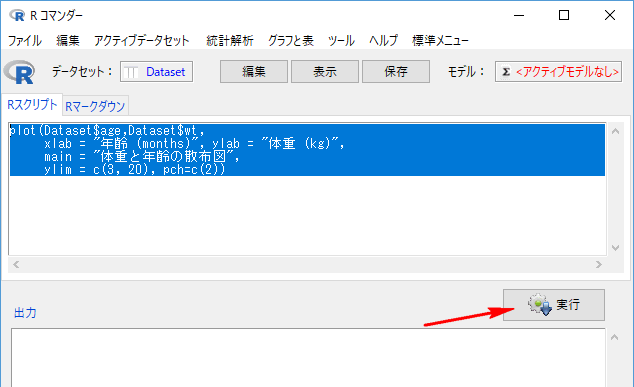 R コマンダー
ファイル 編集 アクティブデータセット 統計解析 グラフと表 ツール ヘルプ 標準メニュー
データセット： Dataset 編集 表示 保存 モデル： Σ <アクティブモデルなし>
Rスクリプト Rマークダウン
plot(Dataset$age,Dataset$wt,
xlab = "年齢 (months)", ylab = "体重 (kg)",
main = "体重と年齢の散布図",
ylim = c(3, 20), pch=c(2))
実行
出力